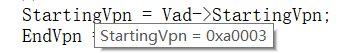 StartingVpn = Vad->StartingVpn;
EndVpn
StartingVpn = 0xa0003